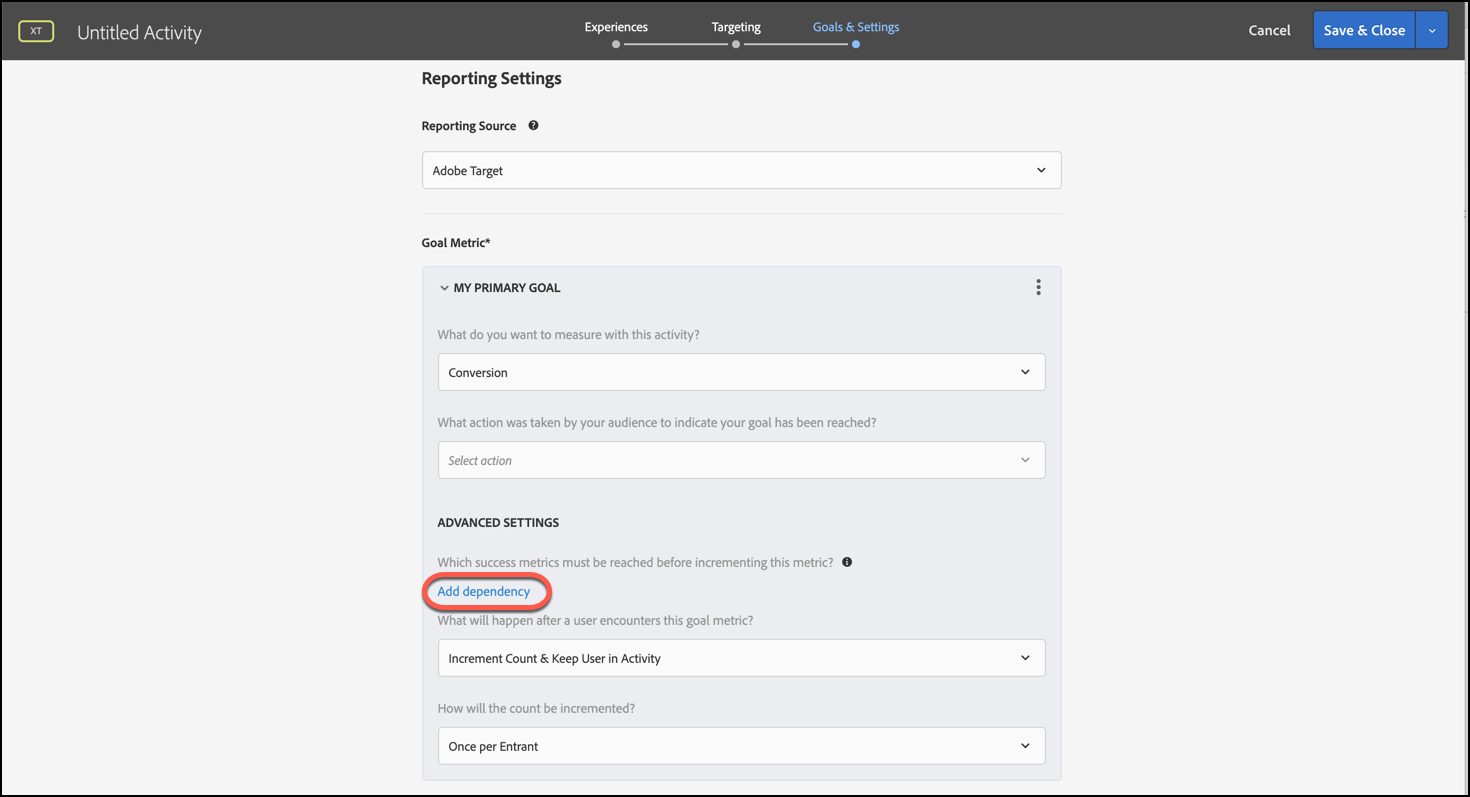 XT
Untitled Activity
Experiences
Targeting
Goals & Settings
Cancel
Save & Close
Reporting Settings
Reporting Source
Adobe Target
Goal Metric*
MY PRIMARY GOAL
What do you want to measure with this activity?
Conversion
What action was taken by your audience to indicate your goal has been reached?
Select action
ADVANCED SETTINGS
Which success metrics must be reached before incrementing this metric?
Add dependency
What will happen after a user encounters this goal metric?
Increment Count & Keep User in Activity
How will the count be incremented?
Once per Entrant